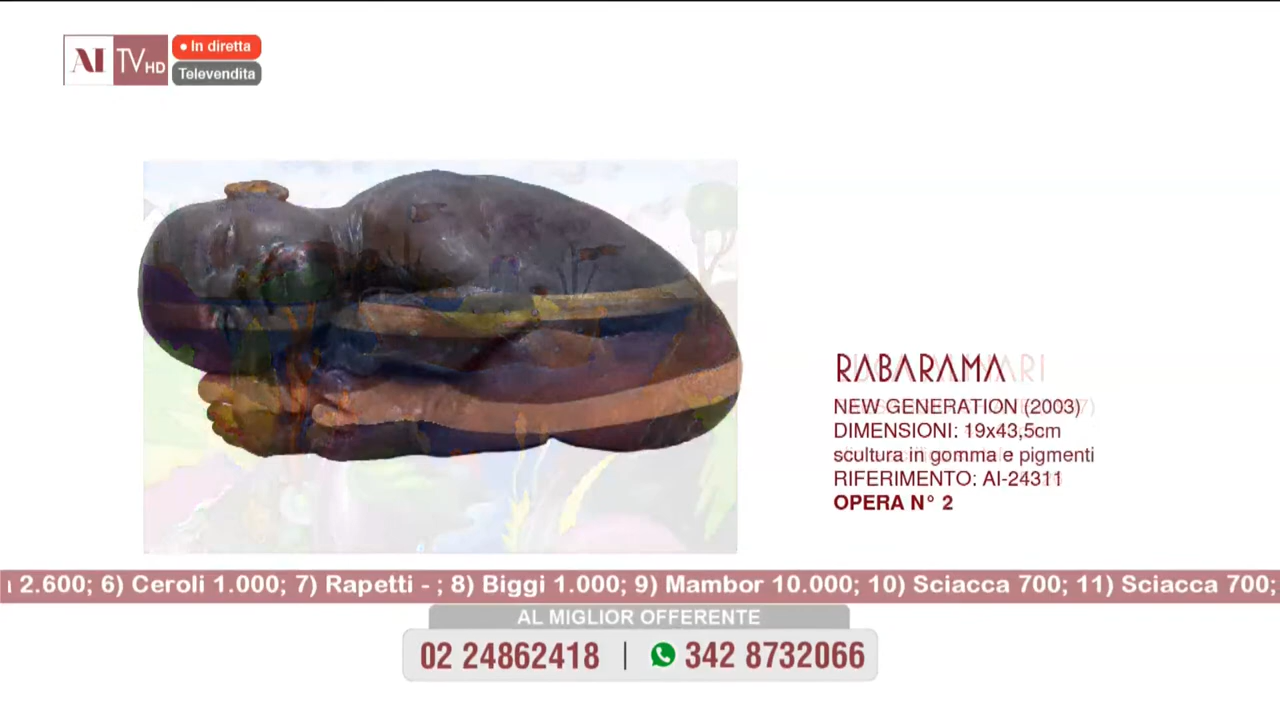 AI TV HD
In diretta
Televendita
RABARAMA
NEW GENERATION (2003)
DIMENSIONI: 19x43,5cm
scultura in gomma e pigmenti
RIFERIMENTO: AI-24311
OPERA N° 2
2.600; 6) Ceroli 1.000; 7) Rapetti - ; 8) Biggi 1.000; 9) Mambor 10.000; 10) Sciacca 700; 11) Sciacca 700;
AL MIGLIOR OFFERENTE
02 24862418 | 342 8732066